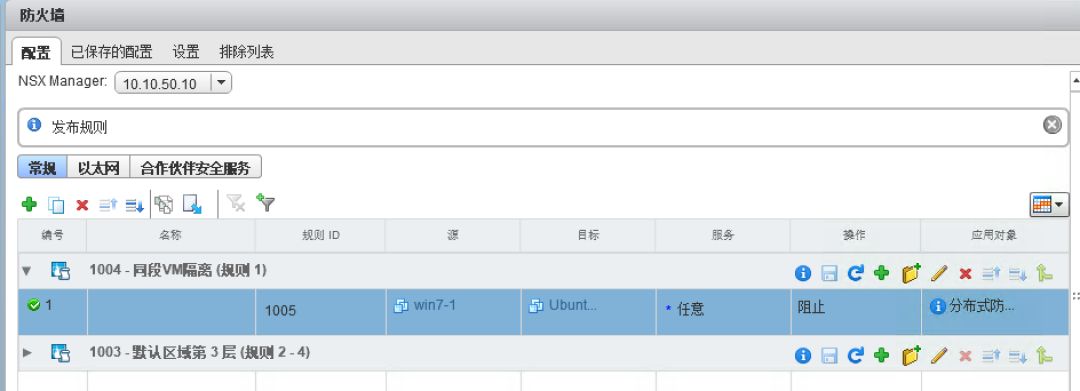 防火墙
配置 已保存的配置 设置 排除列表
NSX Manager: 10.10.50.10
发布规则
常规 以太网 合作伙伴安全服务
编号 名称 规则 ID 源 目标 服务 操作 应用对象
1004 - 同段VM隔离 (规则 1)
1 1005 win7-1 Ubunt... * 任意 阻止 分布式防...
1003 - 默认区域第 3 层 (规则 2 - 4)